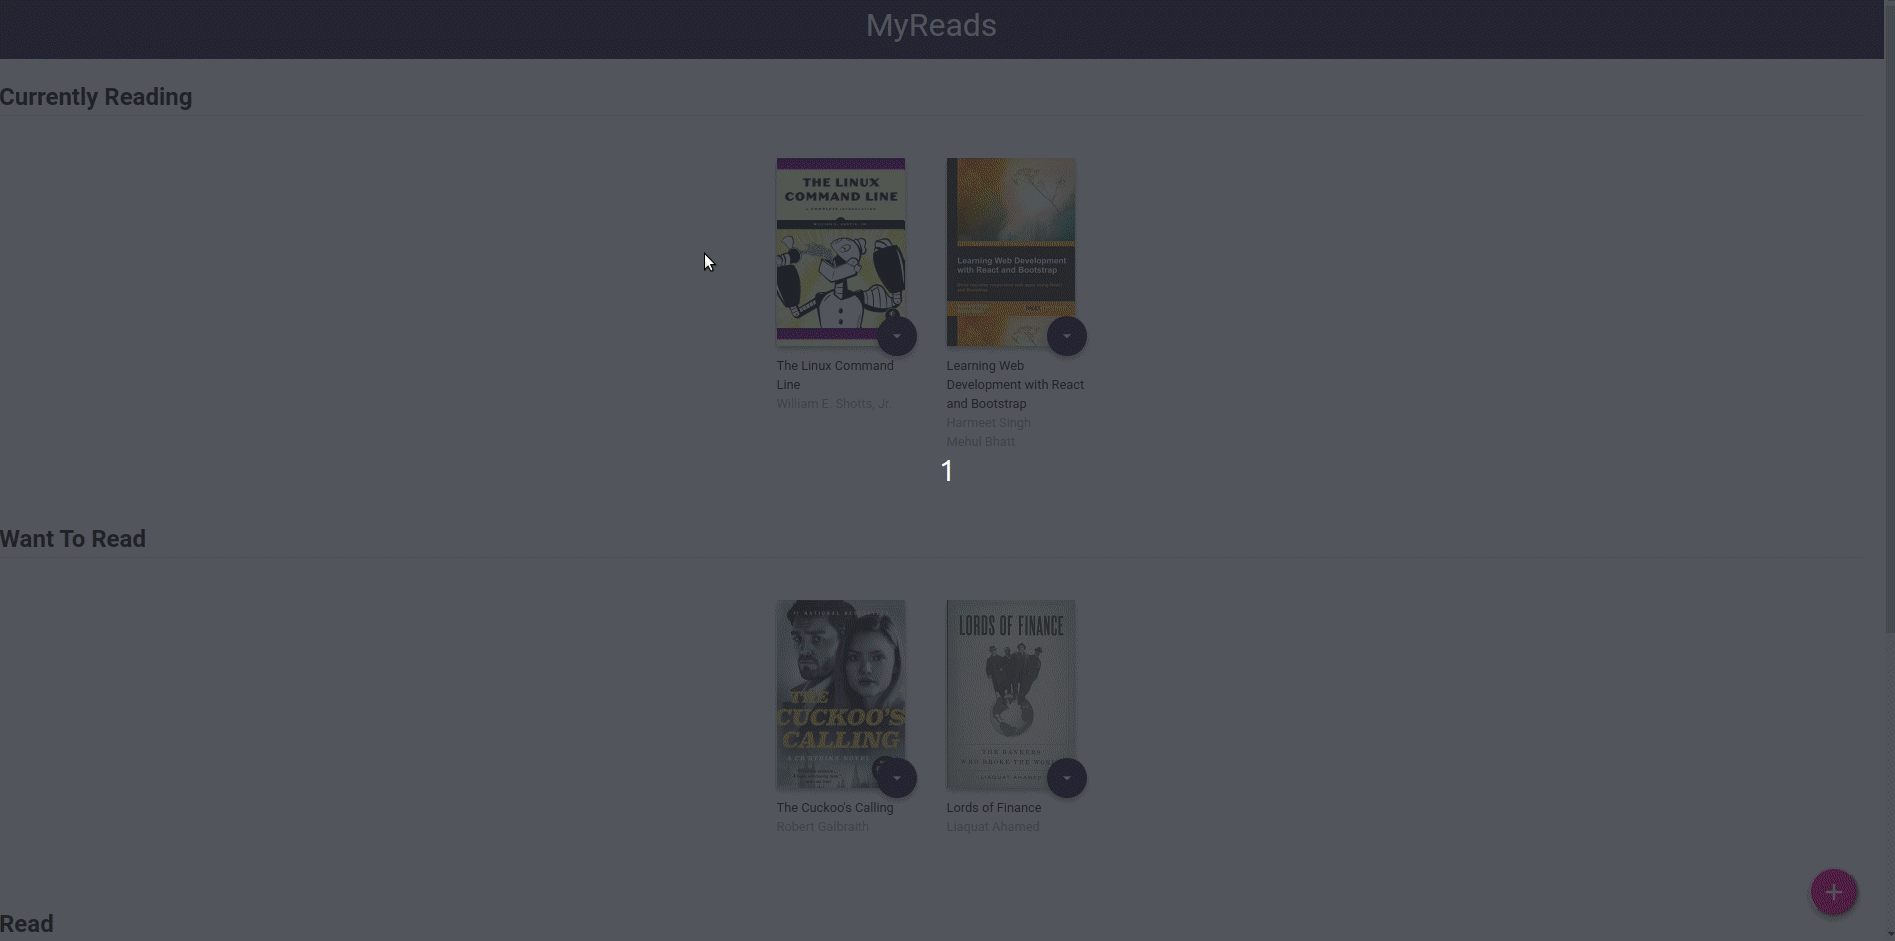 MyReads
Currently Reading
THE LINUX
COMMAND LINE
Learning Web Development
with React and Bootstrap
The Linux Command
Line
William E. Shotts, Jr.
Learning Web
Development with React
and Bootstrap
Harmeet Singh
Mehul Bhatt
1
Want To Read
THE
CUCKOO'S
CALLING
LORDS OF FINANCE
THE BANKERS
WHO BROKE THE
LIAQUAT AHAMED
The Cuckoo's Calling
Robert Galbraith
Lords of Finance
Liaquat Ahamed
Read